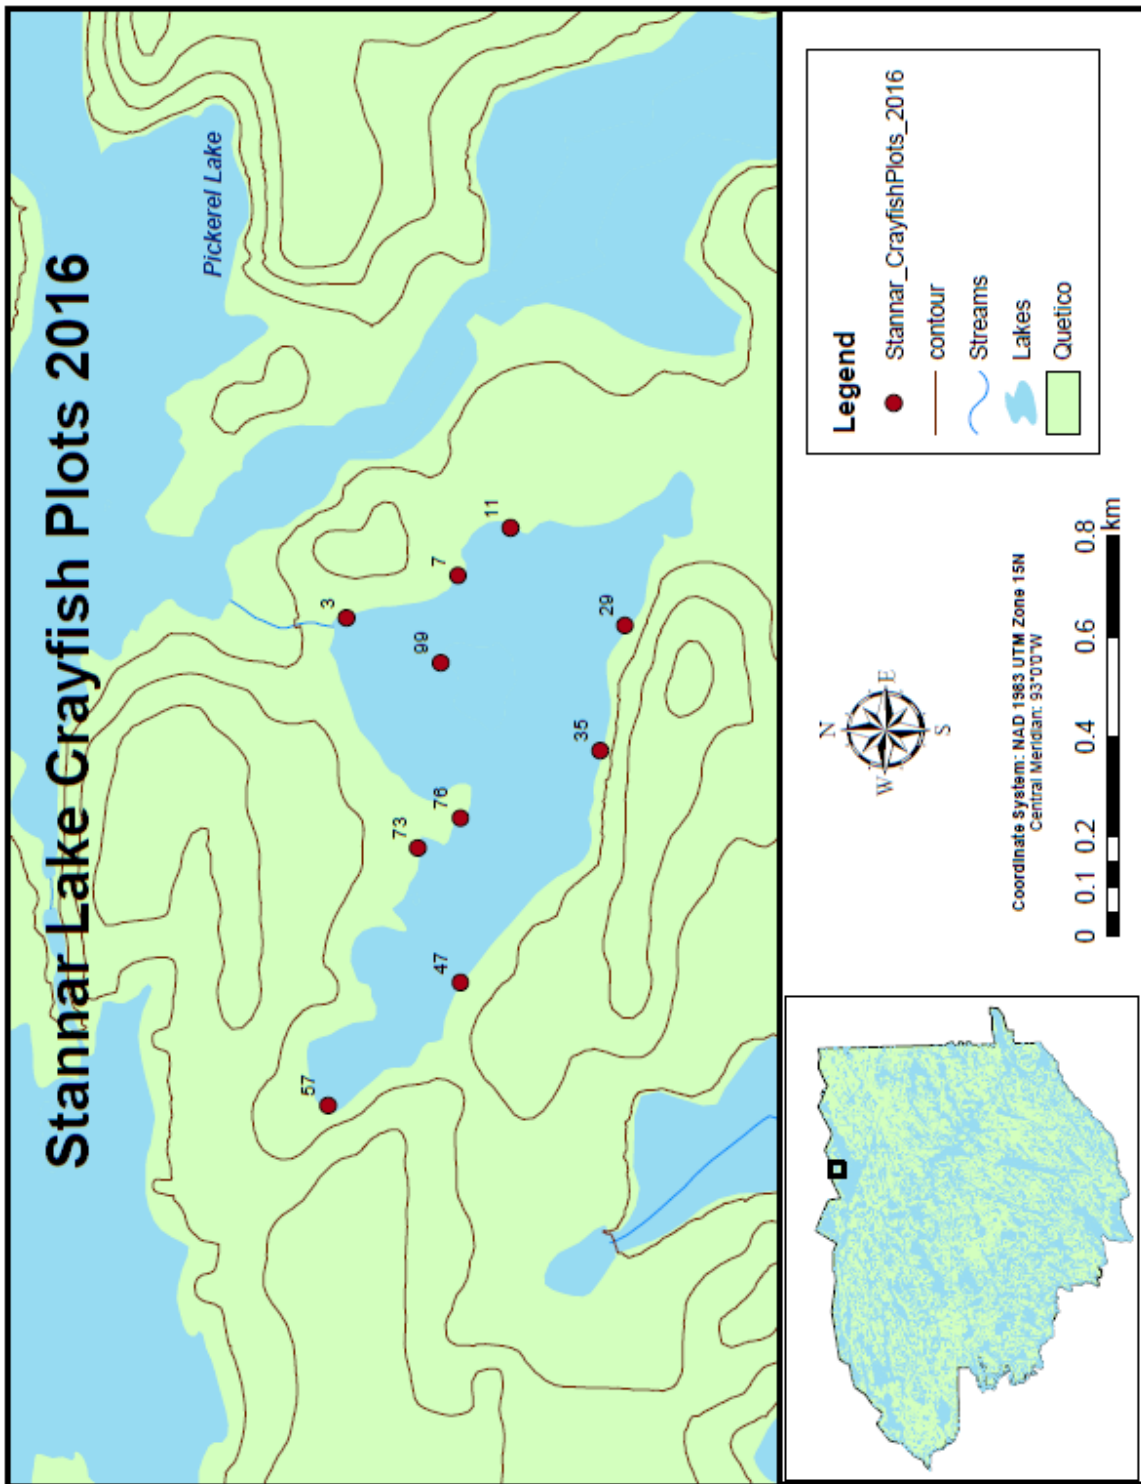 Stannar Lake Crayfish Plots 2016
Pickerel Lake
57
47
73
76
99
3
7
11
35
29
0 0.1 0.2 0.4 0.6 0.8
km
Coordinate System: NAD 1983 UTM Zone 15N
Central Meridian: 93°0'0"W
N
W
E
S
Legend
Stannar_CrayfishPlots_2016
contour
Streams
Lakes
Quetico